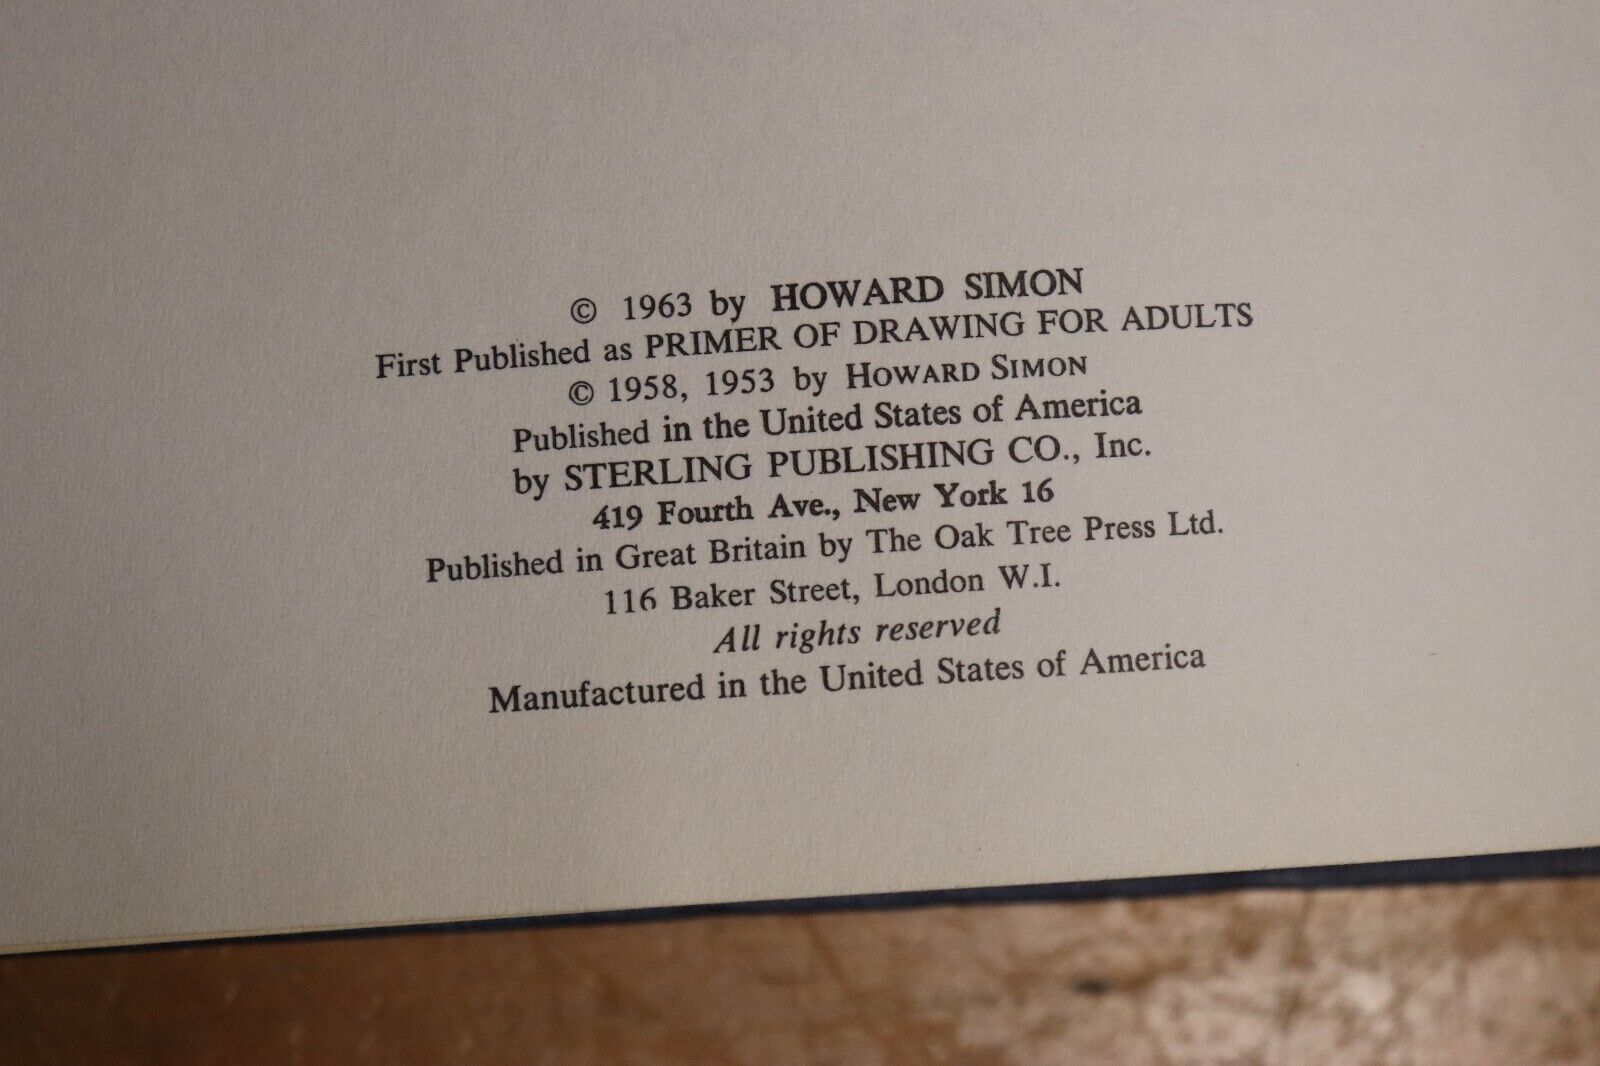 © 1963 by HOWARD SIMON
First Published as PRIMER OF DRAWING FOR ADULTS
© 1958, 1953 by HOWARD SIMON
Published in the United States of America
by STERLING PUBLISHING CO., Inc.
419 Fourth Ave., New York 16
Published in Great Britain by The Oak Tree Press Ltd.
116 Baker Street, London W.I.
All rights reserved
Manufactured in the United States of America